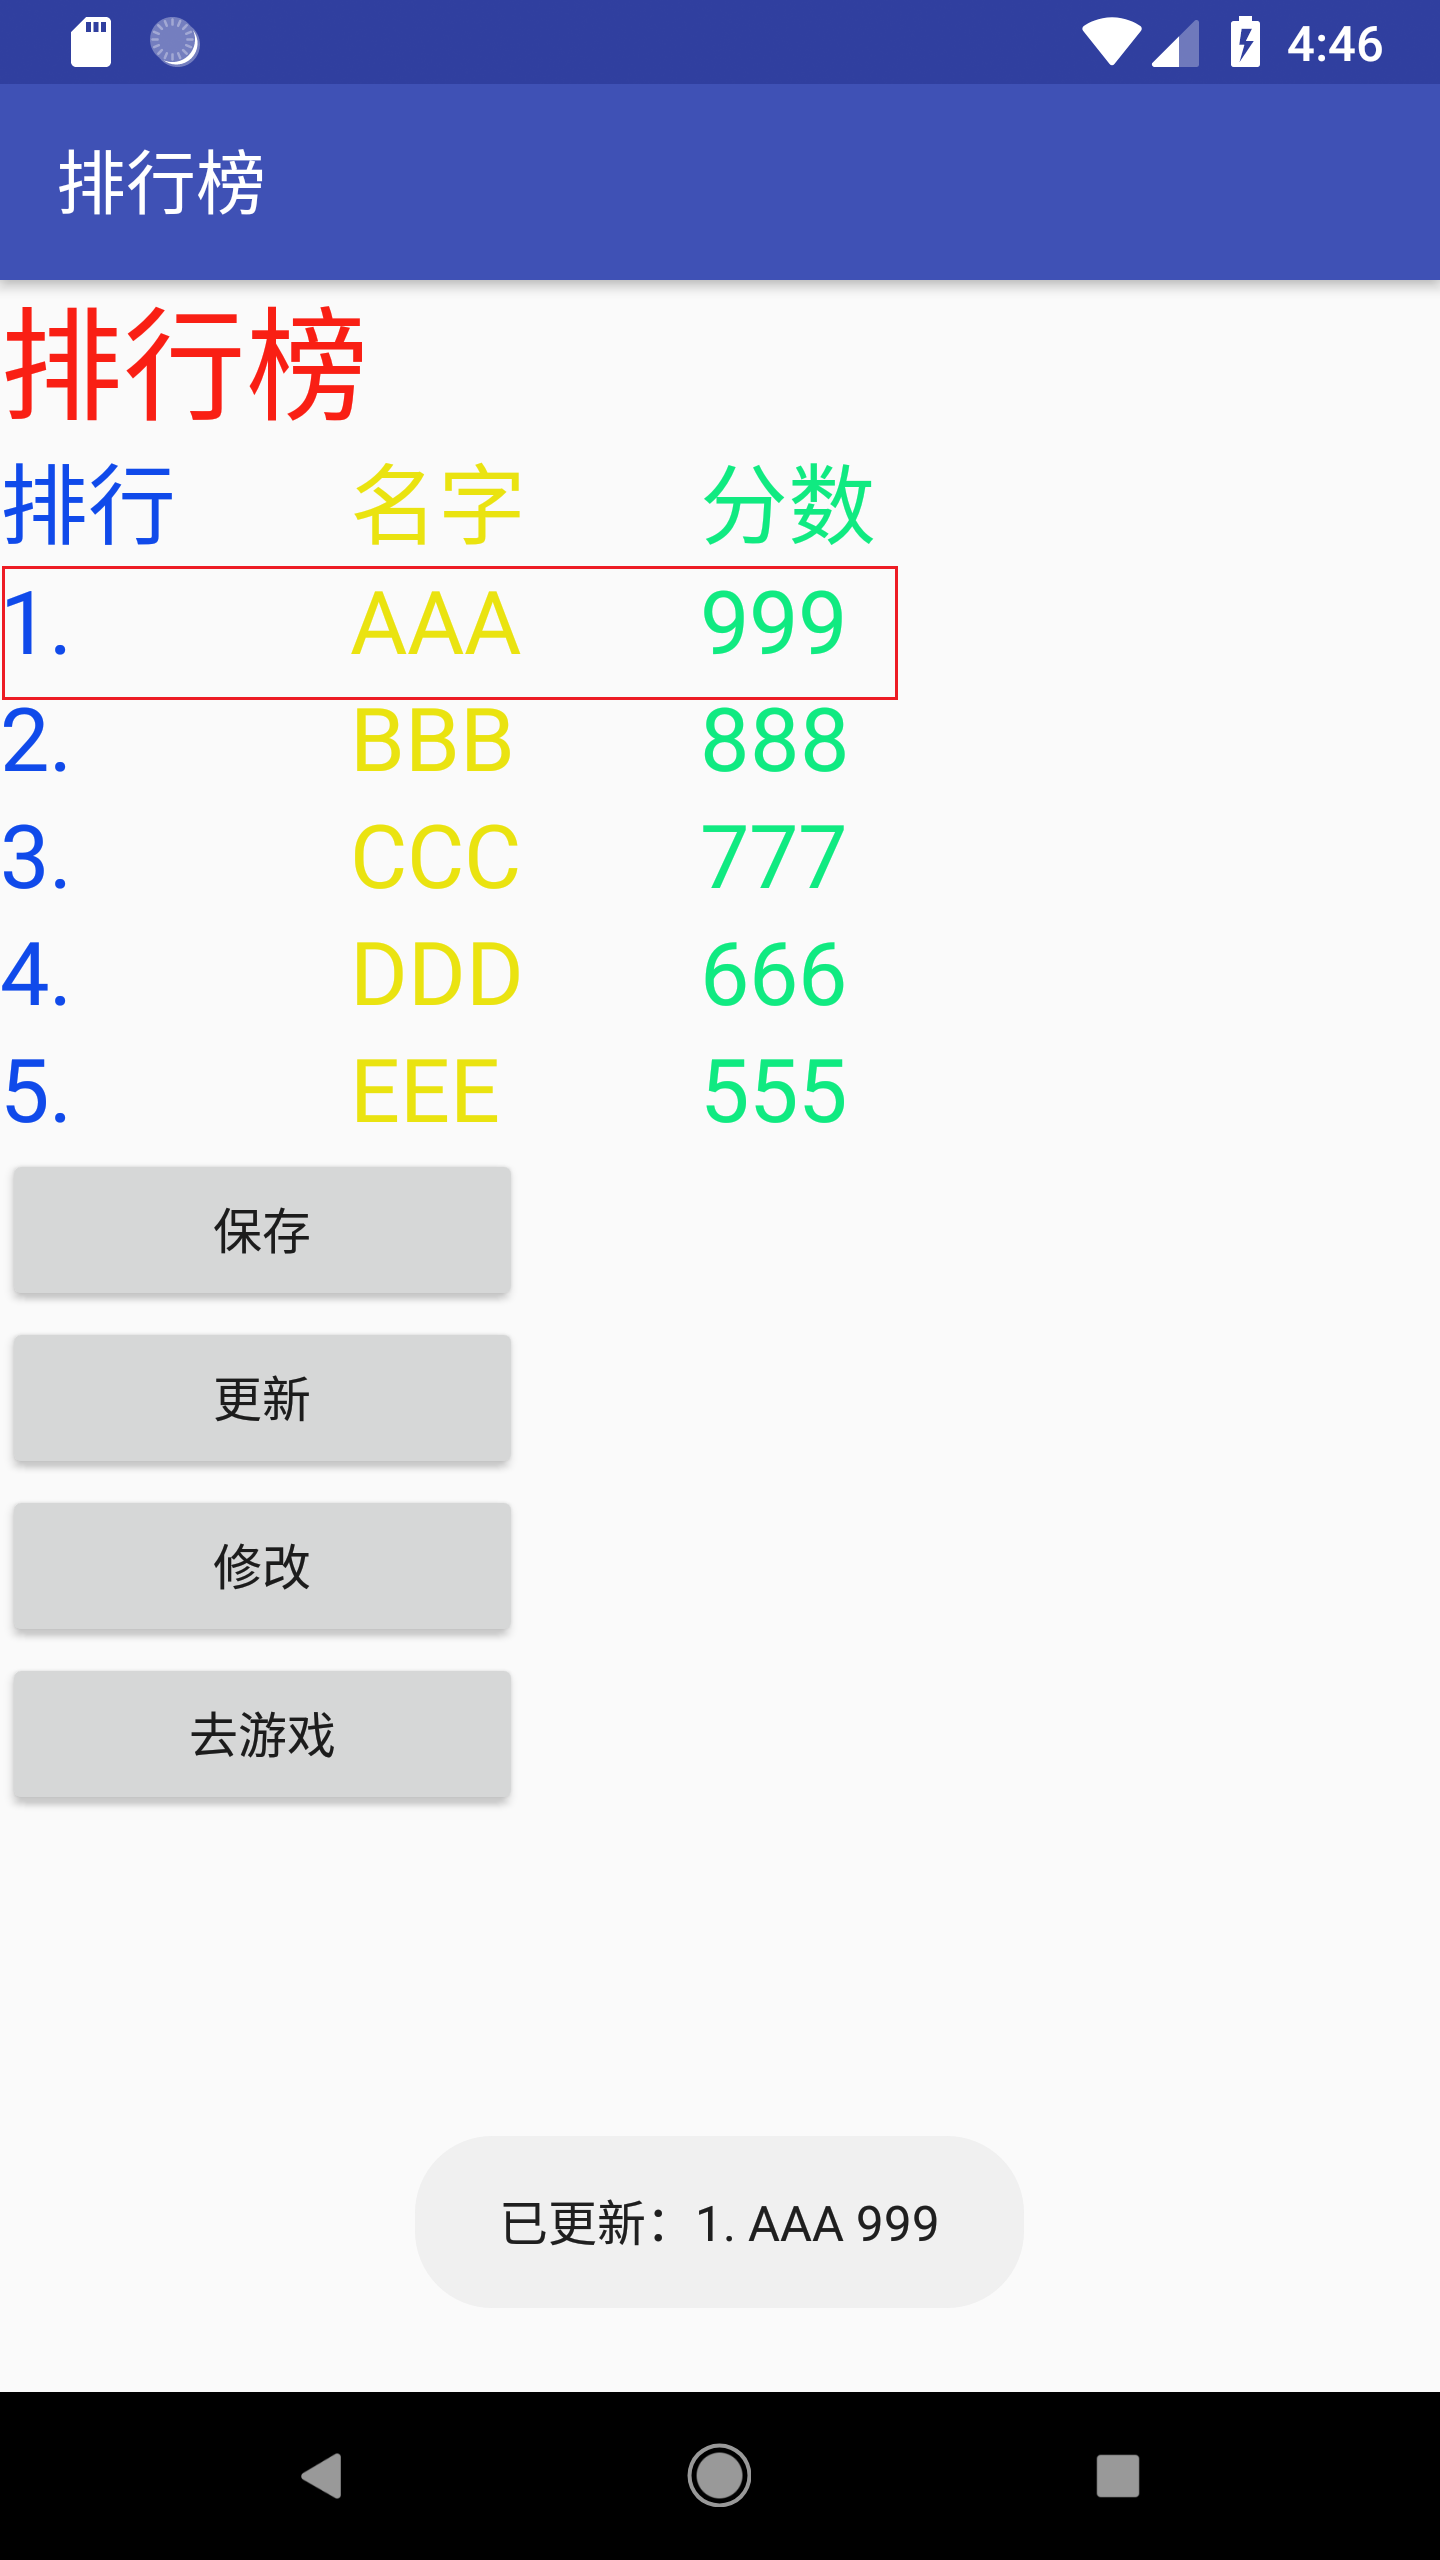 4:46
排行榜
排行榜
排行 名字 分数
1. AAA 999
2. BBB 888
3. CCC 777
4. DDD 666
5. EEE 555
保存
更新
修改
去游戏
已更新：1. AAA 999